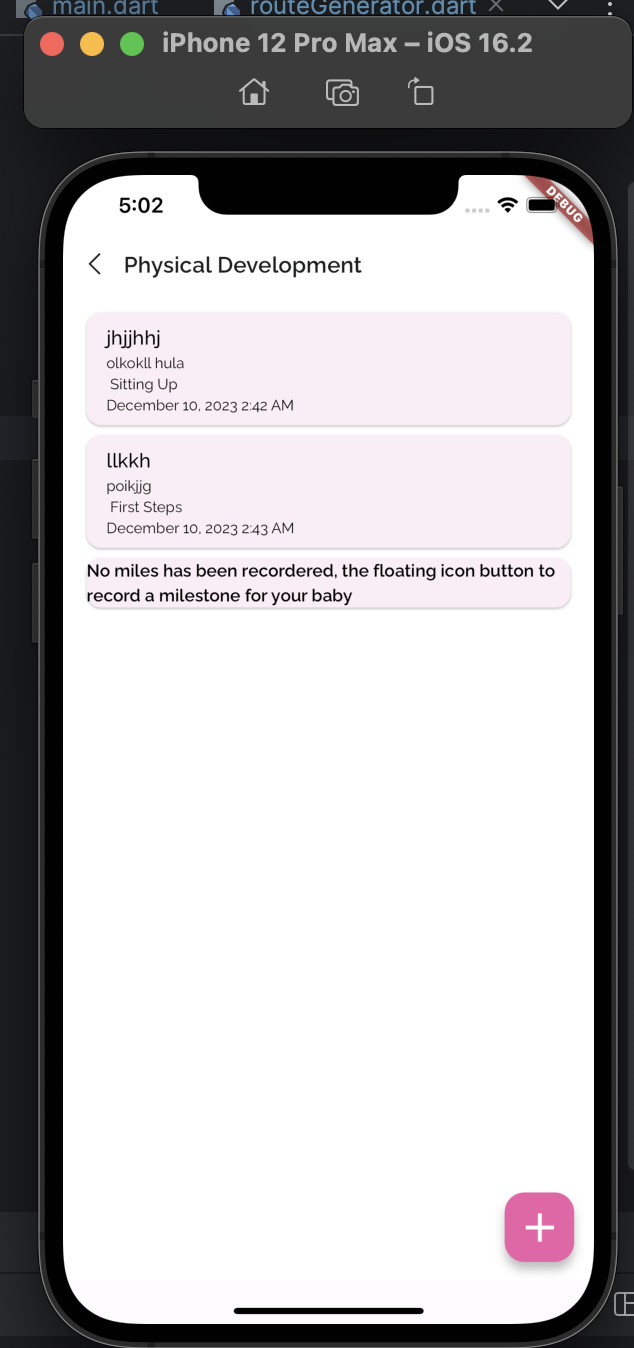 main.dart
routeGenerator.dart
iPhone 12 Pro Max – iOS 16.2
5:02
DEBUG
Physical Development
jhjjhhj
olkokll hula
Sitting Up
December 10, 2023 2:42 AM
llkkh
poikjjg
First Steps
December 10, 2023 2:43 AM
No miles has been recordered, the floating icon button to
record a milestone for your baby